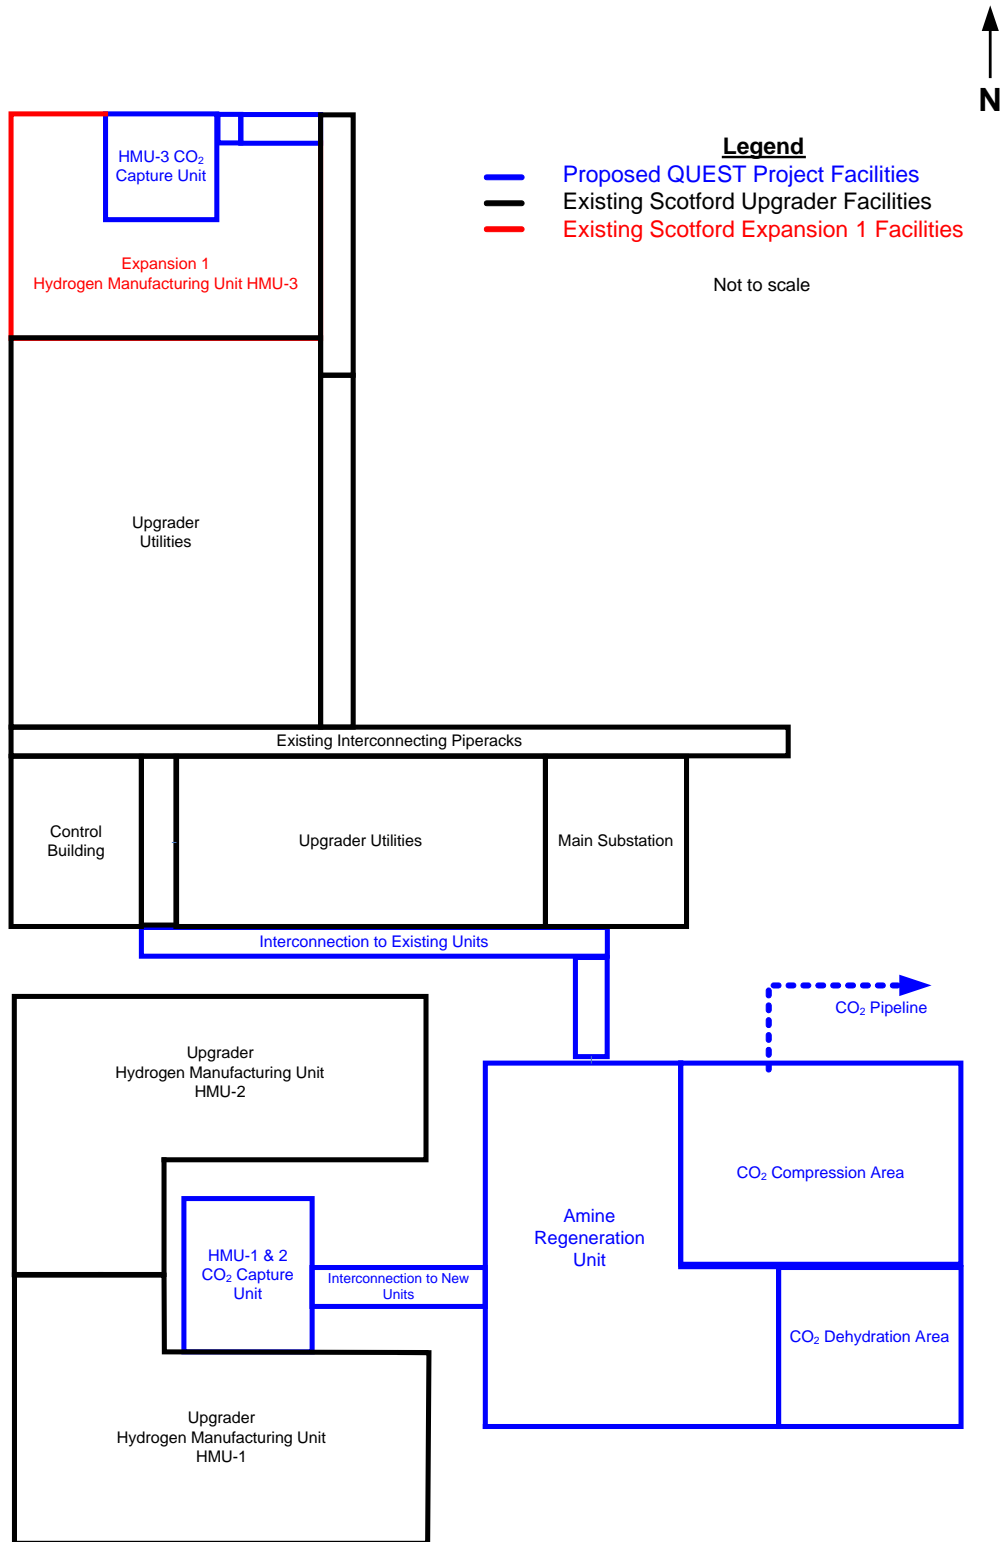 N
HMU-3 CO₂
Capture Unit
Legend
Proposed QUEST Project Facilities
Existing Scotford Upgrader Facilities
Existing Scotford Expansion 1 Facilities
Not to scale
Expansion 1
Hydrogen Manufacturing Unit HMU-3
Upgrader
Utilities
Existing Interconnecting Piperacks
Control
Building
Upgrader Utilities
Main Substation
Interconnection to Existing Units
CO₂ Pipeline
Upgrader
Hydrogen Manufacturing Unit
HMU-2
CO₂ Compression Area
Amine
Regeneration
Unit
HMU-1 & 2
CO₂ Capture
Unit
Interconnection to New
Units
CO₂ Dehydration Area
Upgrader
Hydrogen Manufacturing Unit
HMU-1